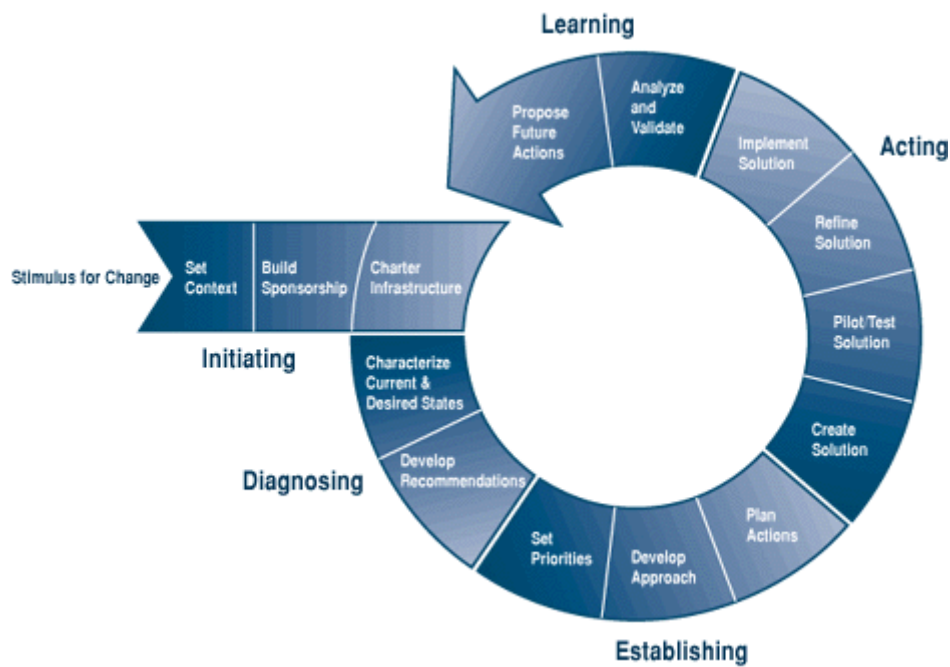 Learning
Analyze
and
Validate
Propose
Future
Actions
Implement
Solution
Acting
Refine
Solution
Stimulus for Change
Set
Context
Build
Sponsorship
Charter
Infrastructure
Pilot/Test
Solution
Initiating
Characterize
Current &
Desired States
Create
Solution
Diagnosing
Develop
Recommendations
Set
Priorities
Develop
Approach
Plan
Actions
Establishing